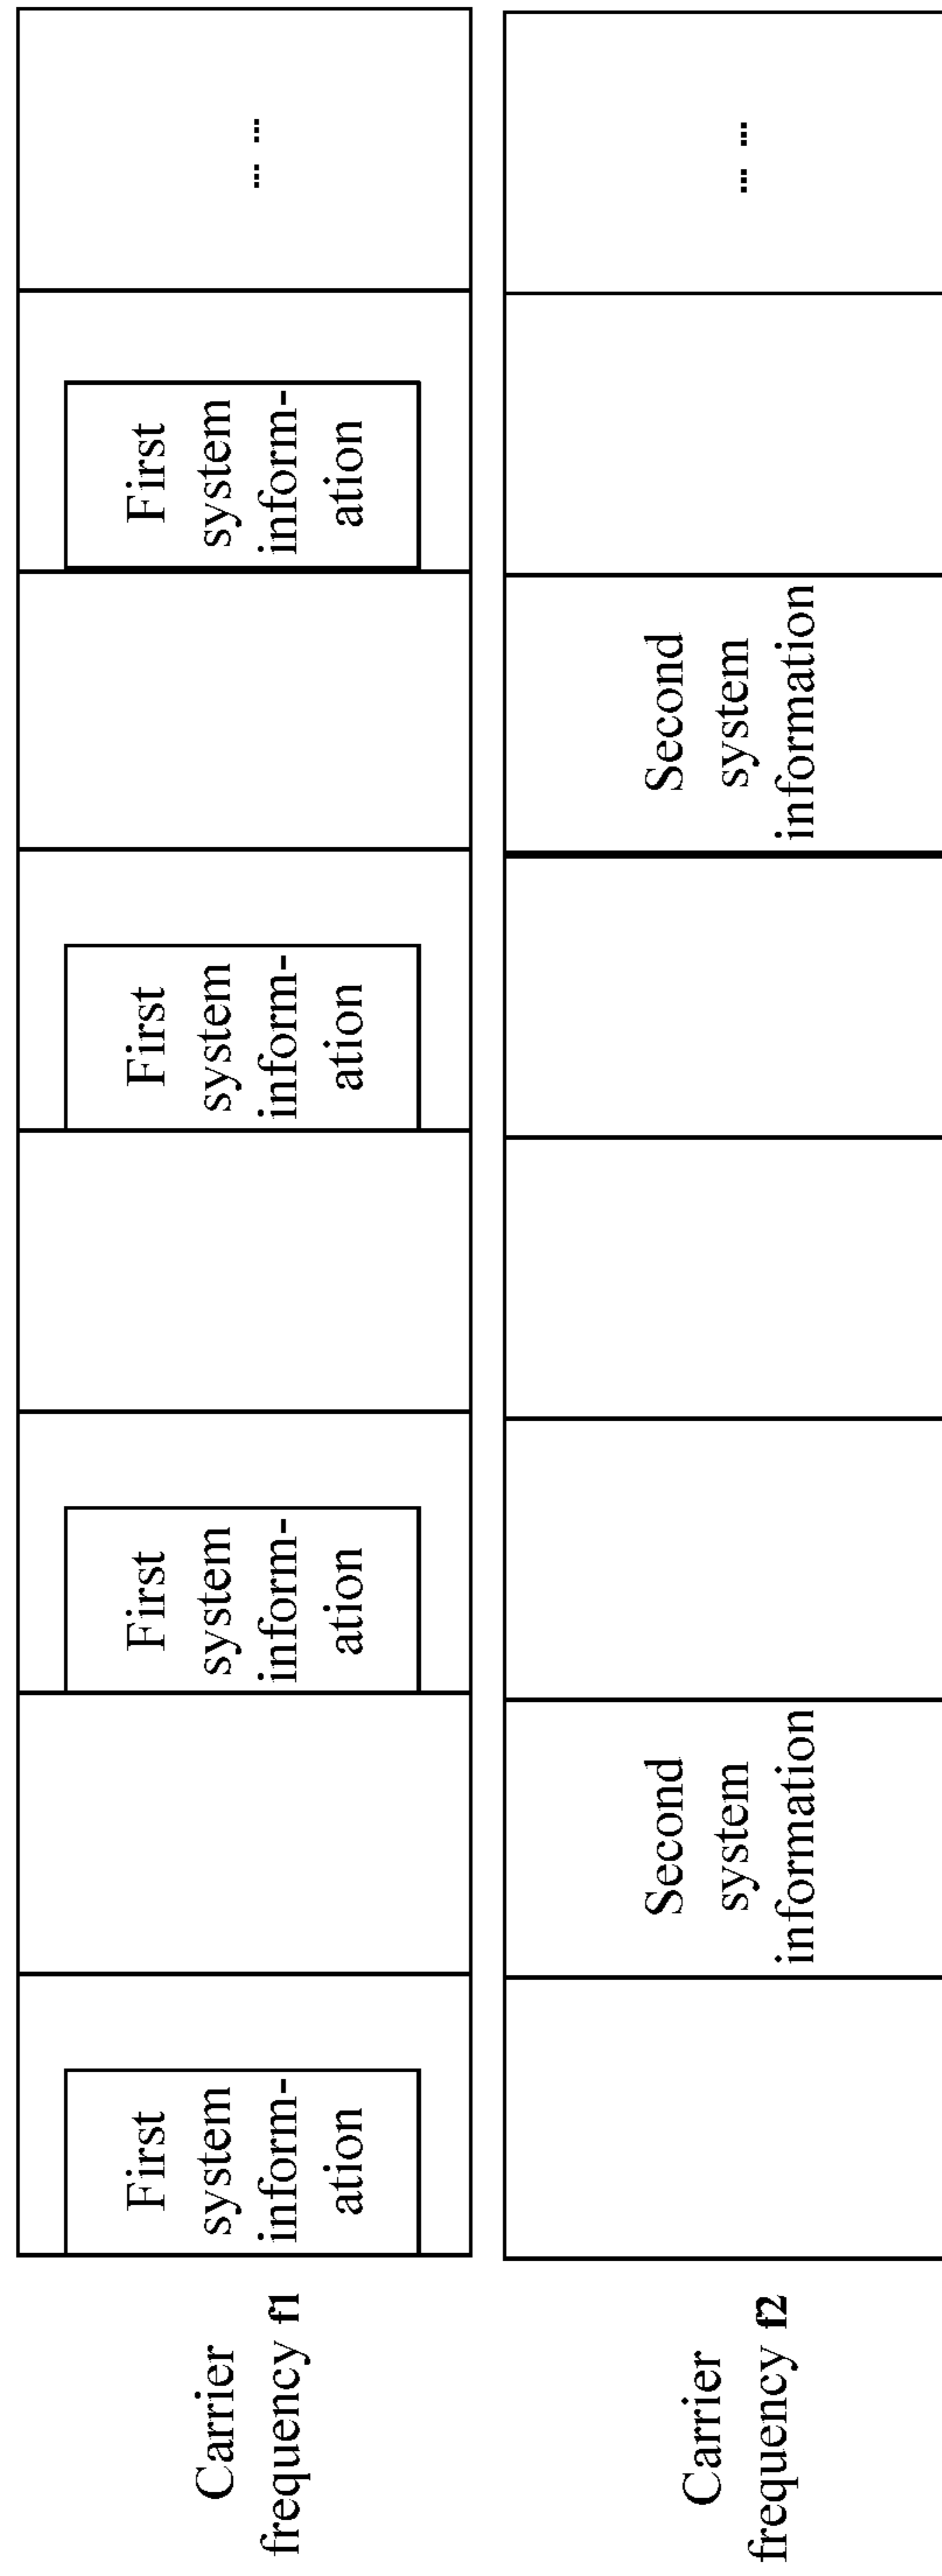 Carrier
frequency f1
First
system
inform-
ation
First
system
inform-
ation
First
system
inform-
ation
First
system
inform-
ation
... ...
Carrier
frequency f2
Second
system
information
Second
system
information
... ...